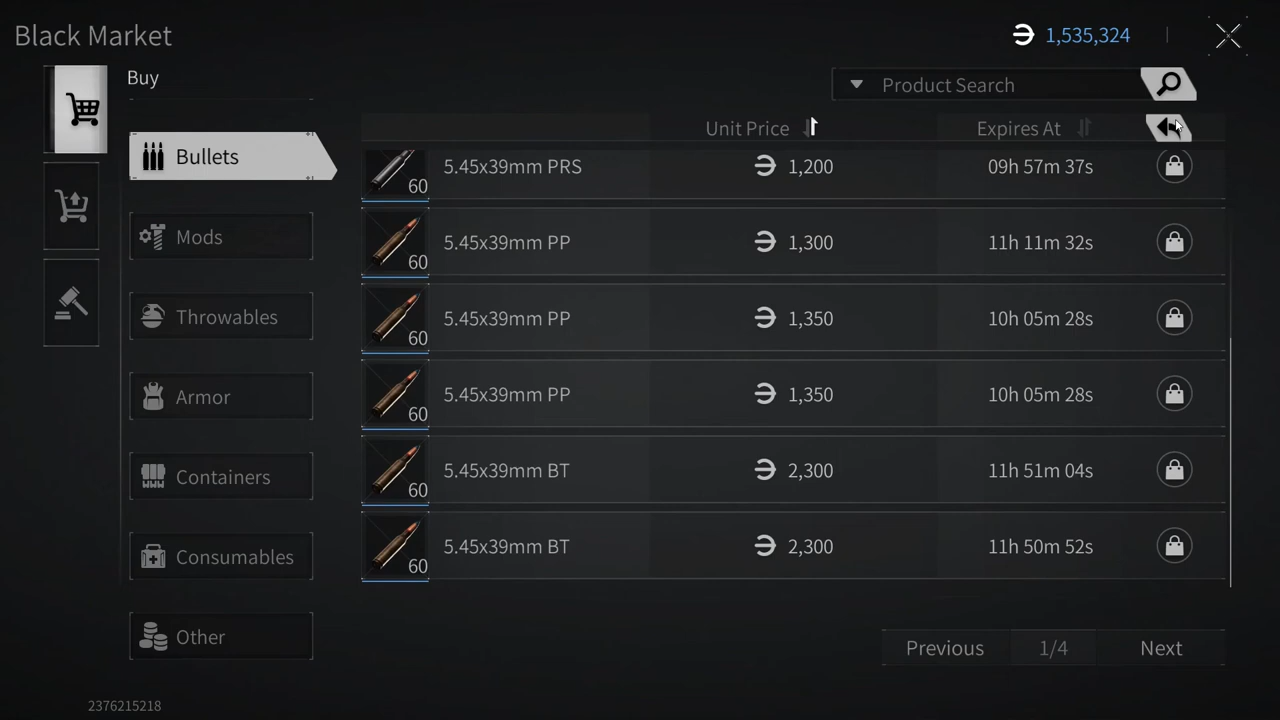 Black Market
1,535,324
Buy
Product Search
Unit Price
Expires At
Bullets
Mods
Throwables
Armor
Containers
Consumables
Other
60
5.45x39mm PRS
1,200
09h 57m 37s
60
5.45x39mm PP
1,300
11h 11m 32s
60
5.45x39mm PP
1,350
10h 05m 28s
60
5.45x39mm PP
1,350
10h 05m 28s
60
5.45x39mm BT
2,300
11h 51m 04s
60
5.45x39mm BT
2,300
11h 50m 52s
Previous
1/4
Next
2376215218